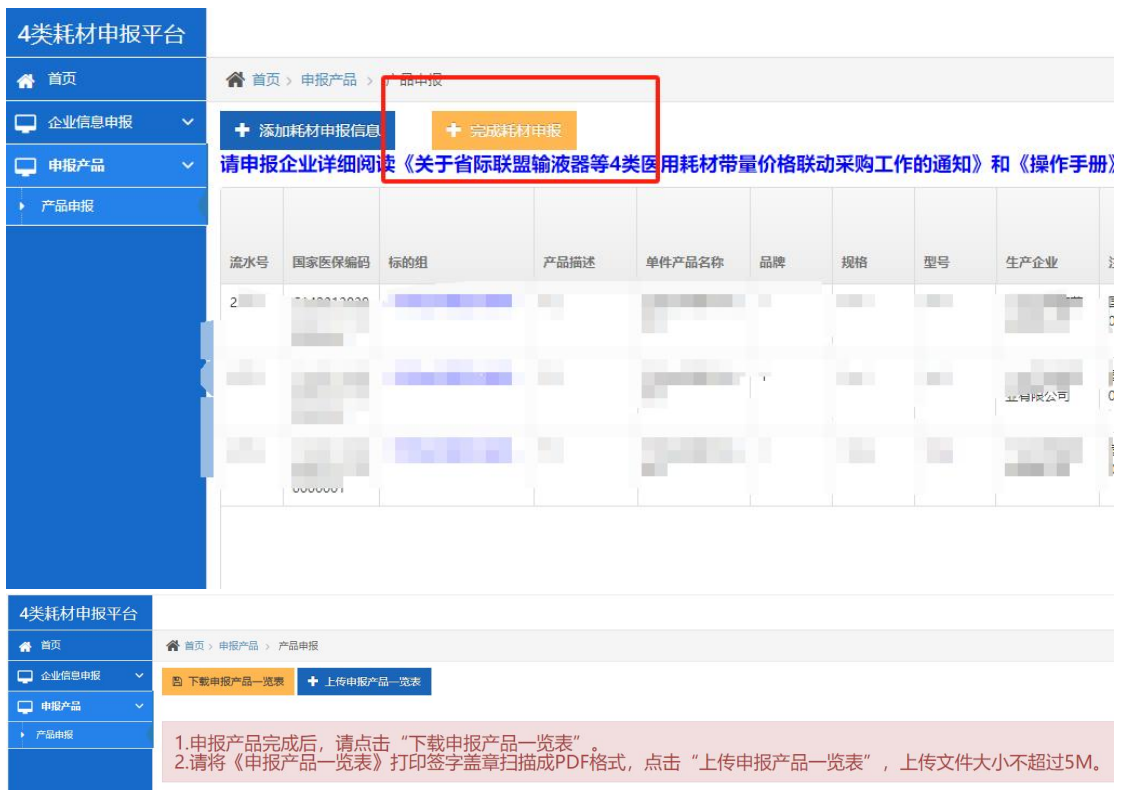 4类耗材申报平台
首页
首页 > 申报产品 > 产品申报
企业信息申报
添加耗材申报信息
完成耗材申报
申报产品
请申报企业详细阅读《关于省际联盟输液器等4类医用耗材带量价格联动采购工作的通知》和《操作手册》
产品申报
流水号 国家医保编码 标的组 产品描述 单件产品名称 品牌 规格 型号 生产企业
2
业有限公司
0000001
4类耗材申报平台
首页
首页 > 申报产品 > 产品申报
企业信息申报
下载申报产品一览表
上传申报产品一览表
申报产品
产品申报
1.申报产品完成后，请点击“下载申报产品一览表”。
2.请将《申报产品一览表》打印签字盖章扫描成PDF格式，点击“上传申报产品一览表”，上传文件大小不超过5M。